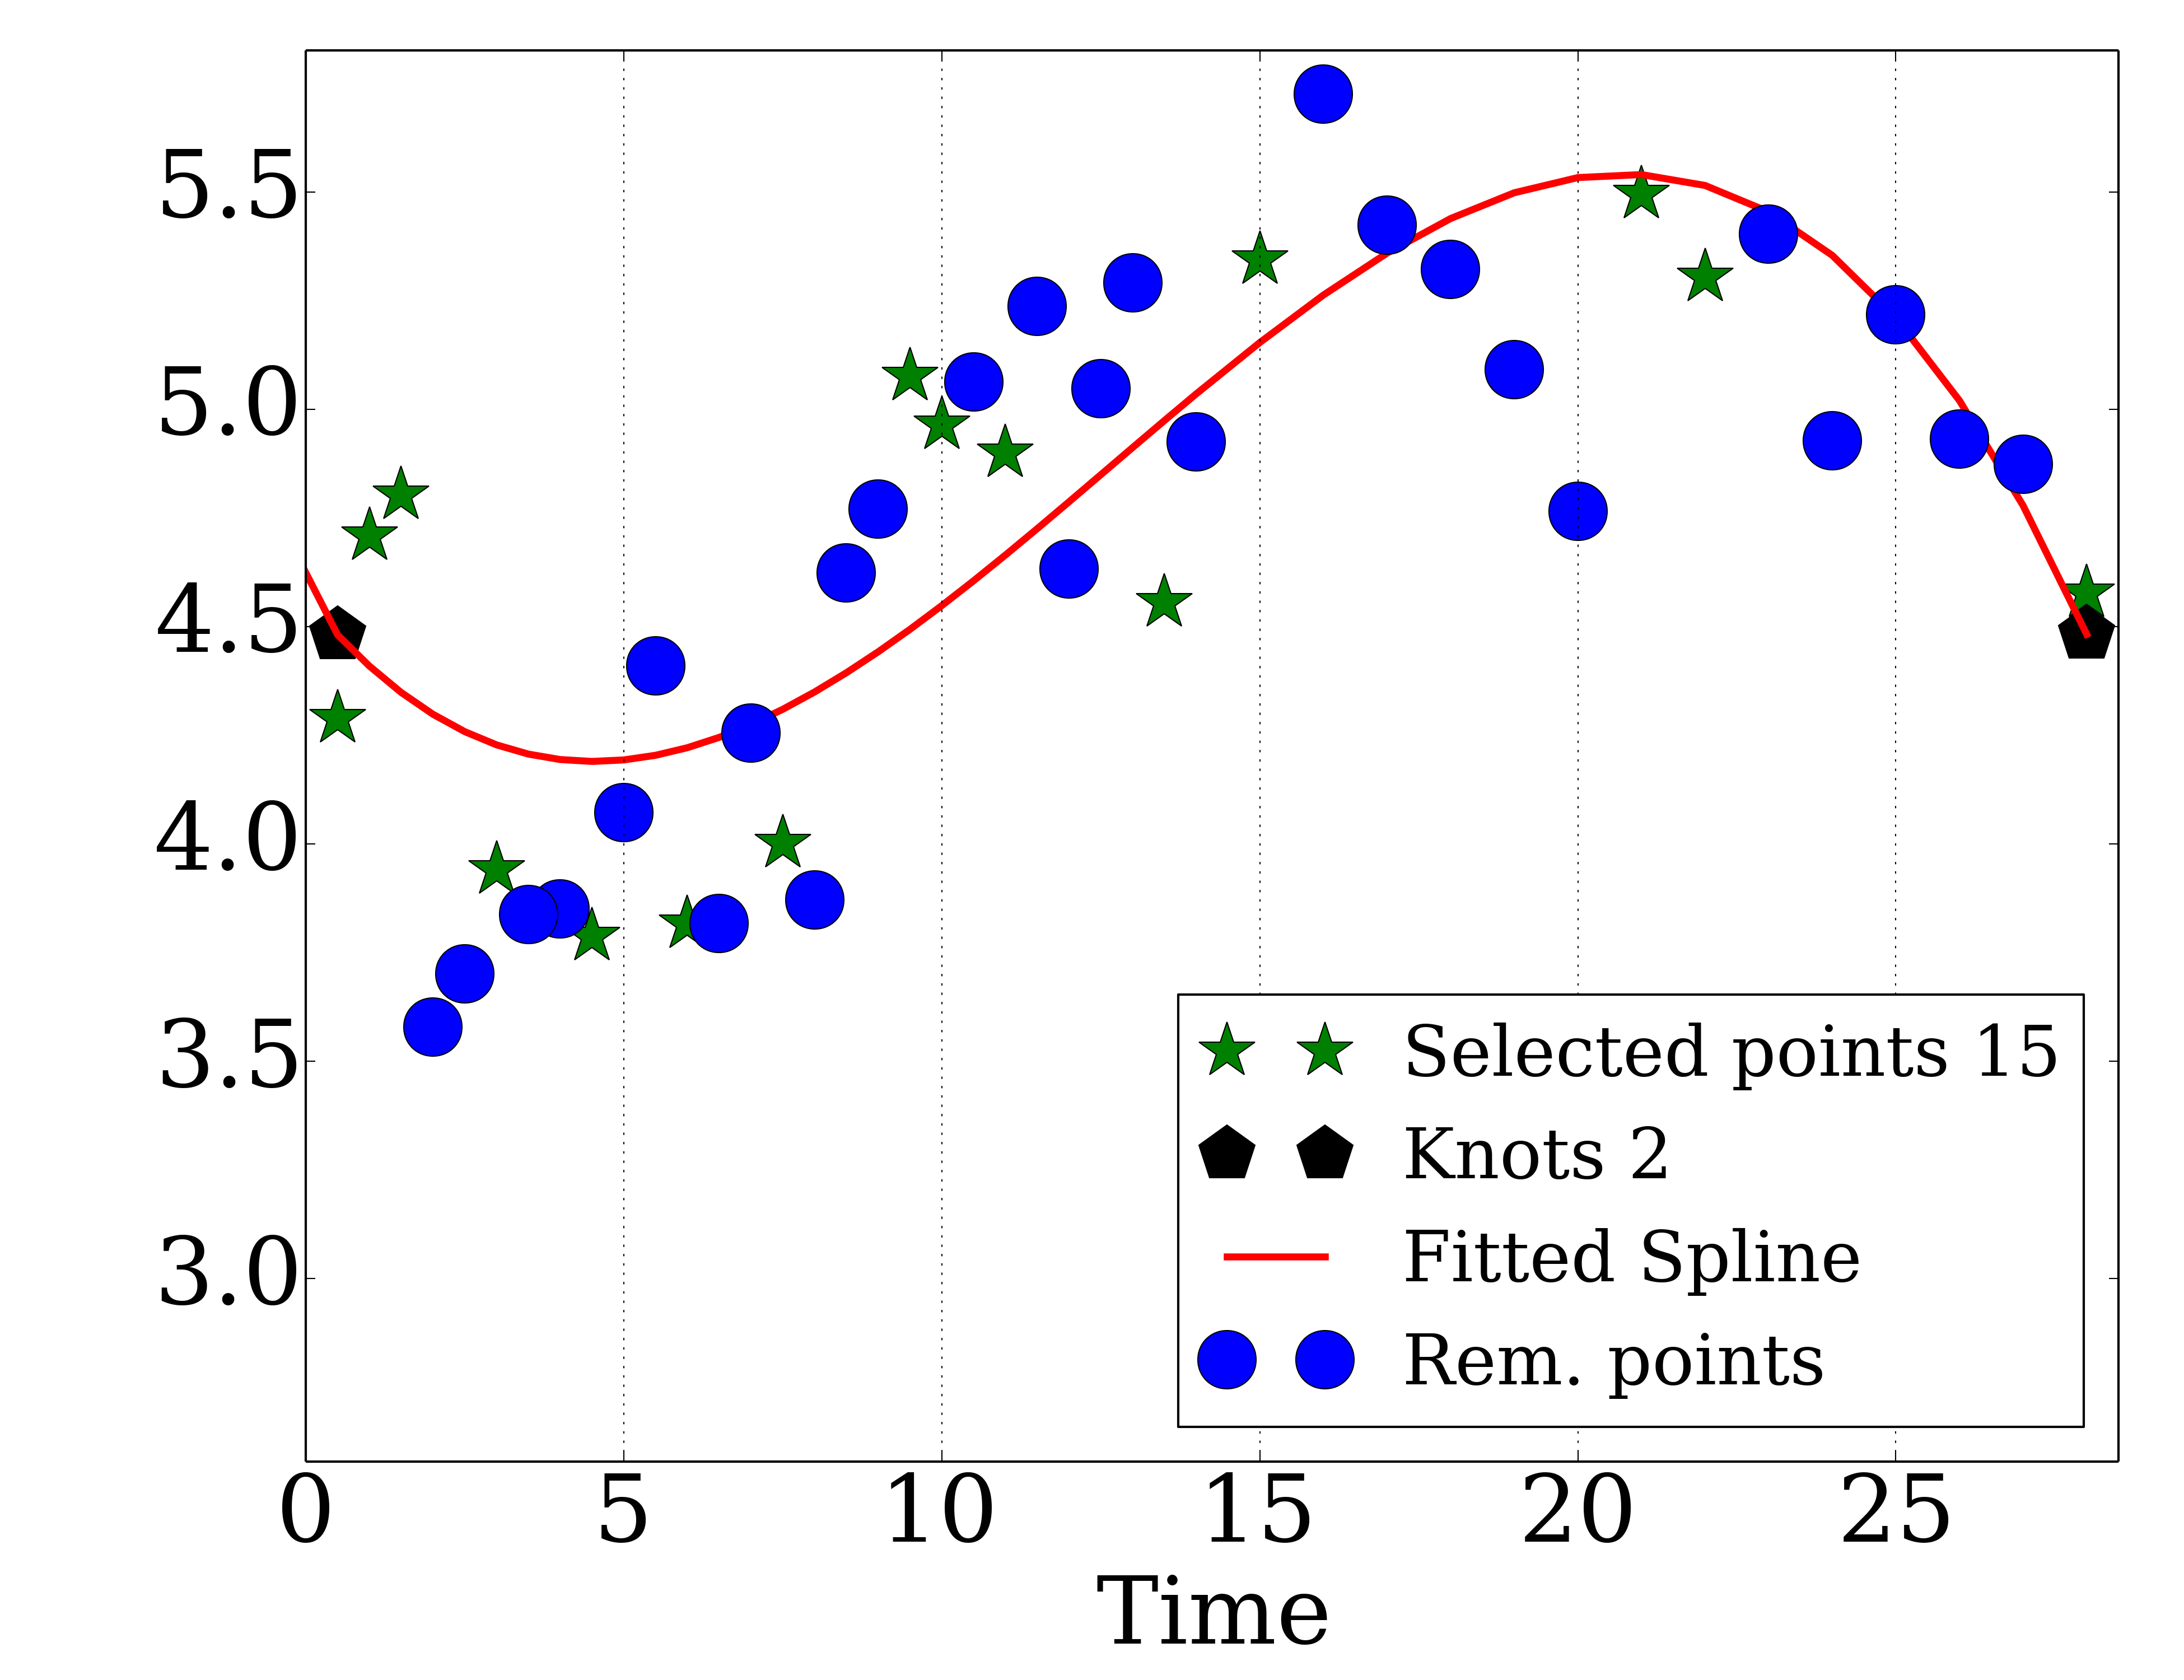 5.5
5.0
4.5
4.0
3.5
3.0
Selected points 15
Knots 2
Fitted Spline
Rem. points
0 5 10 15 20 25
Time